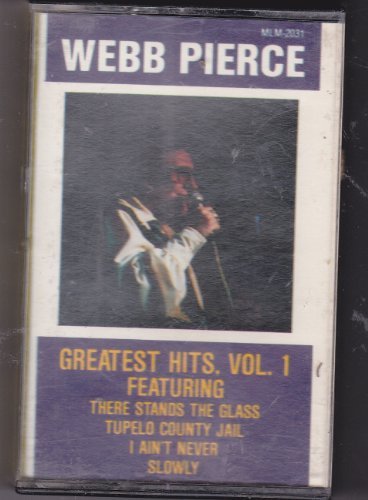 MLM-2031
WEBB PIERCE
GREATEST HITS, VOL. 1
FEATURING
THERE STANDS THE GLASS
TUPELO COUNTY JAIL
I AIN'T NEVER
SLOWLY